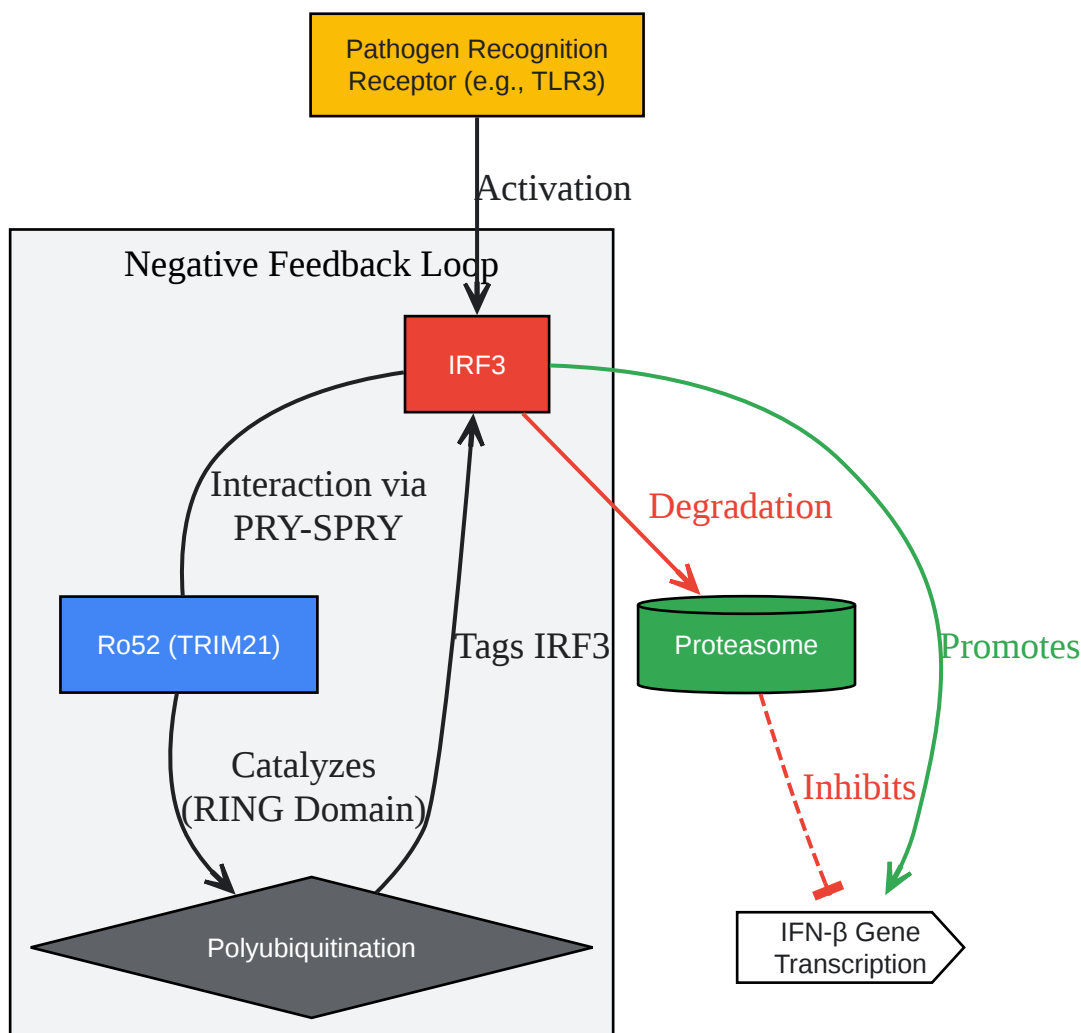 Pathogen Recognition
Receptor (e.g., TLR3)
Activation
Negative Feedback Loop
IRF3
Interaction via
PRY-SPRY
Degradation
Ro52 (TRIM21)
Tags IRF3
Proteasome
Promotes
Catalyzes
(RING Domain)
Inhibits
Polyubiquitination
IFN-β Gene
Transcription